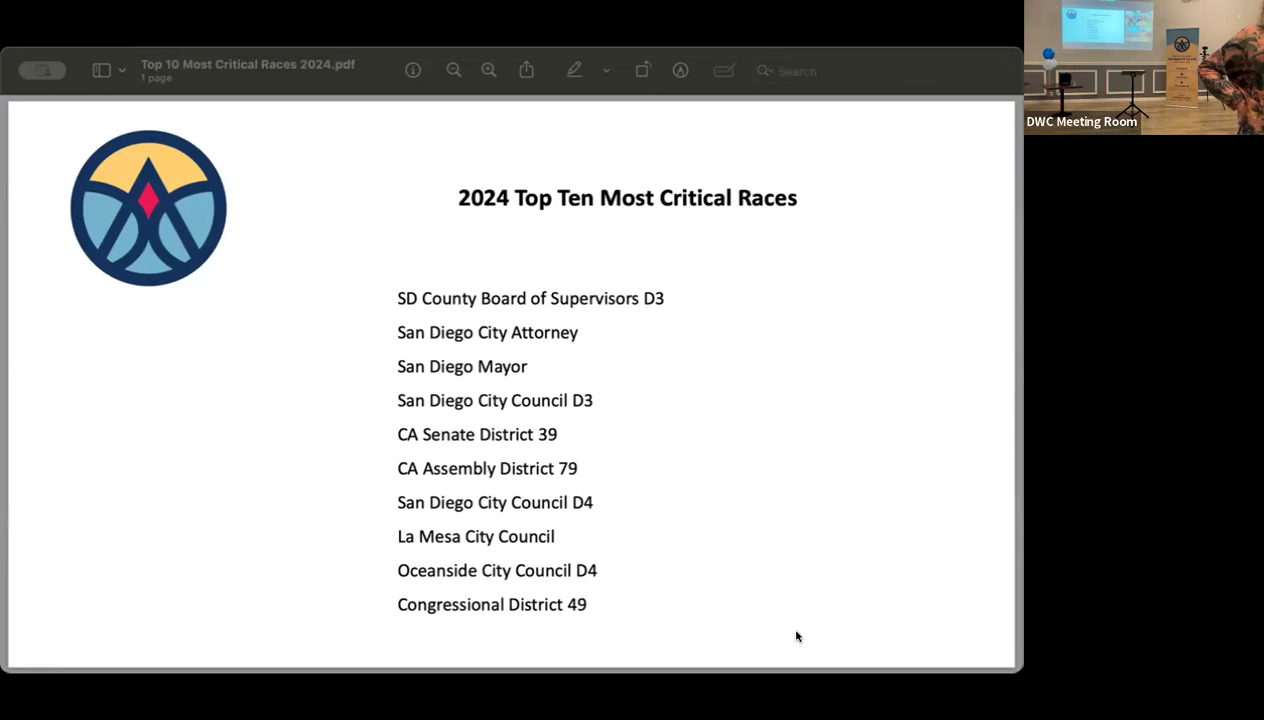 Top 10 Most Critical Races 2024.pdf
1 page
Search
DWC Meeting Room
2024 Top Ten Most Critical Races
SD County Board of Supervisors D3
San Diego City Attorney
San Diego Mayor
San Diego City Council D3
CA Senate District 39
CA Assembly District 79
San Diego City Council D4
La Mesa City Council
Oceanside City Council D4
Congressional District 49